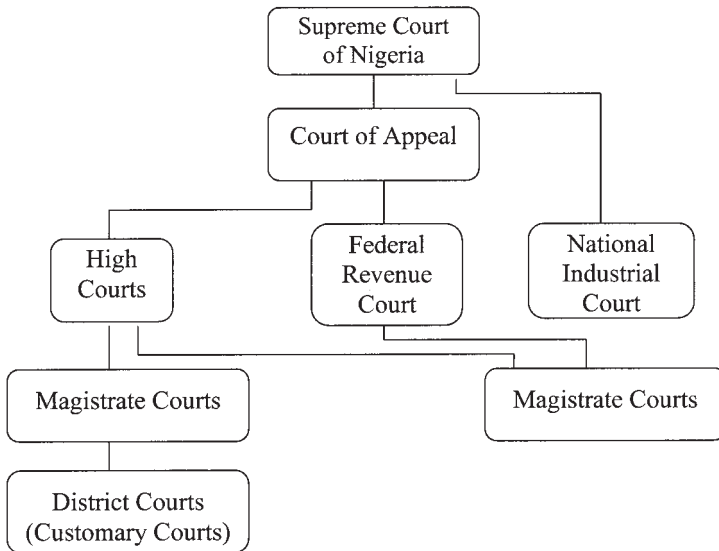 Supreme Court
of Nigeria
Court of Appeal
High
Courts
Federal
Revenue
Court
National
Industrial
Court
Magistrate Courts
Magistrate Courts
District Courts
(Customary Courts)